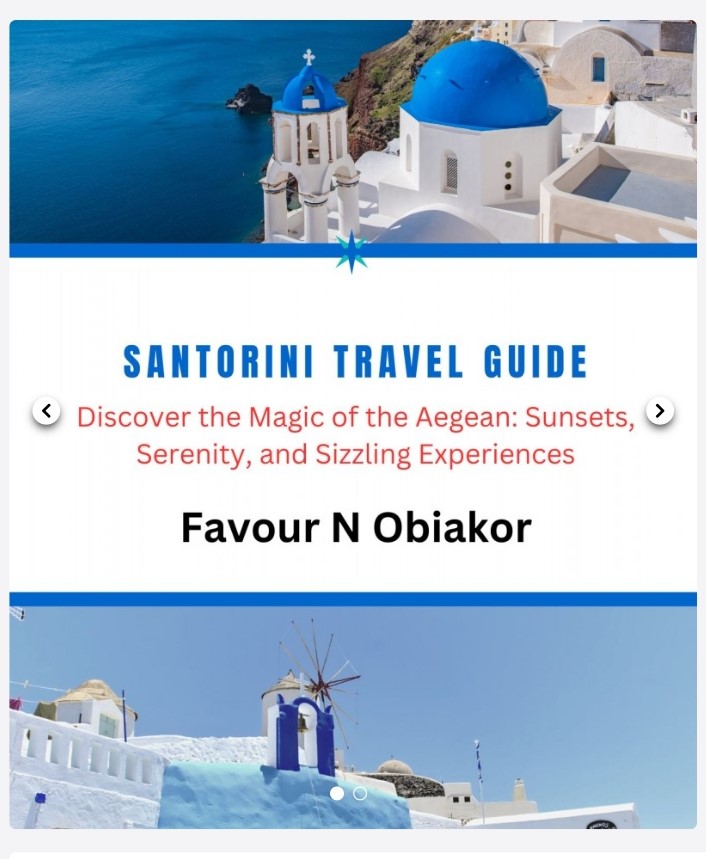 SANTORINI TRAVEL GUIDE
Discover the Magic of the Aegean: Sunsets,
Serenity, and Sizzling Experiences
Favour N Obiakor